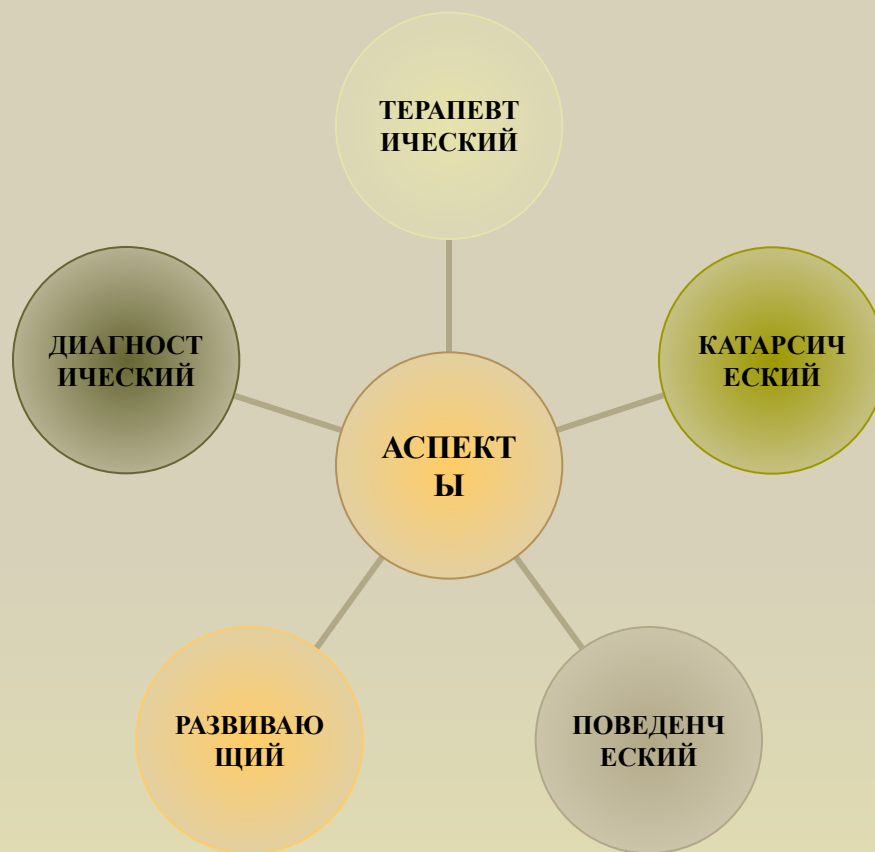 ТЕРАПЕВТ
ИЧЕСКИЙ
ДИАГНОСТ
ИЧЕСКИЙ
КАТАРСИЧ
ЕСКИЙ
АСПЕКТ
Ы
РАЗВИВАЮ
ЩИЙ
ПОВЕДЕНЧ
ЕСКИЙ